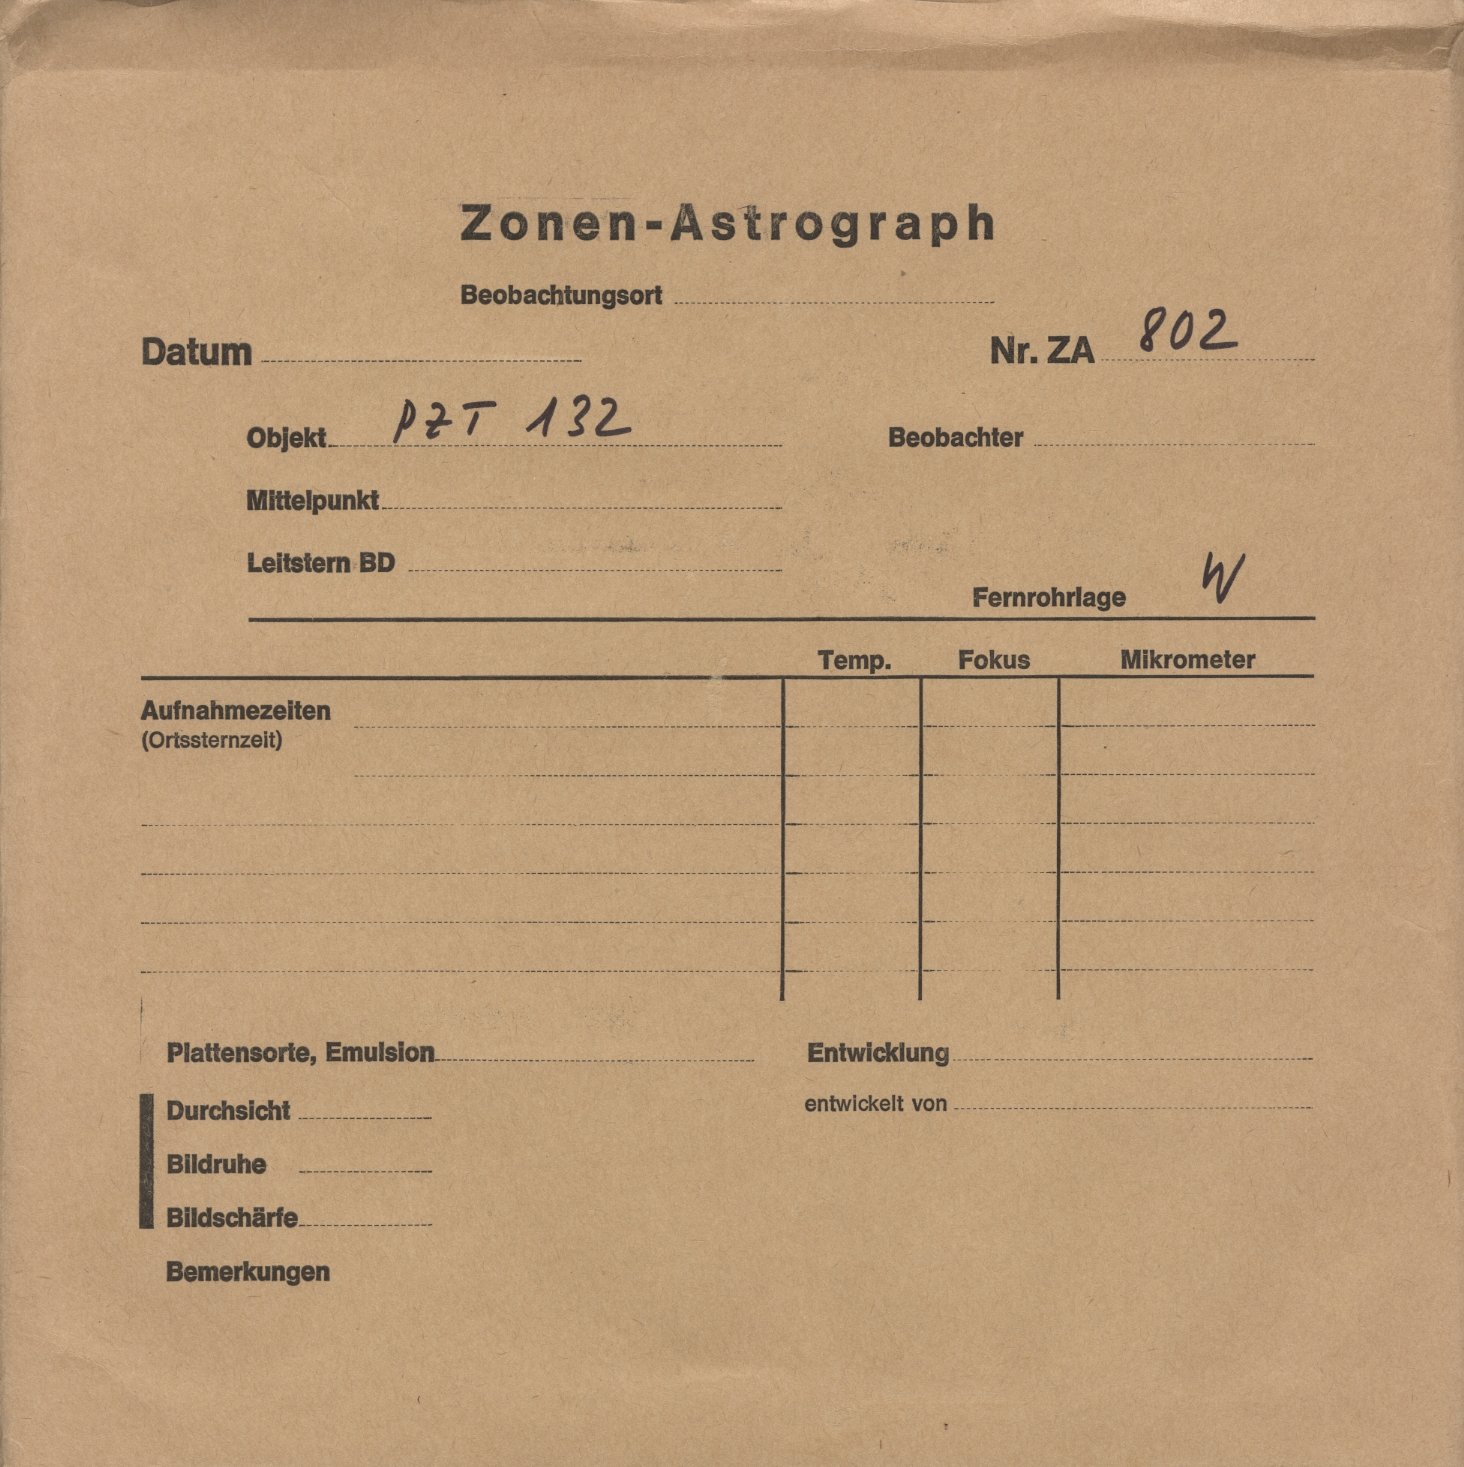 Zonen-Astrograph
Beobachtungsort
Datum
Nr. ZA 802
Objekt PZT 132
Beobachter
Mittelpunkt
Leitstern BD
Fernrohrlage W
Temp. Fokus Mikrometer
Aufnahmezeiten
(Ortssternzeit)
Plattensorte, Emulsion
Entwicklung
Durchsicht
entwickelt von
Bildruhe
Bildschärfe
Bemerkungen